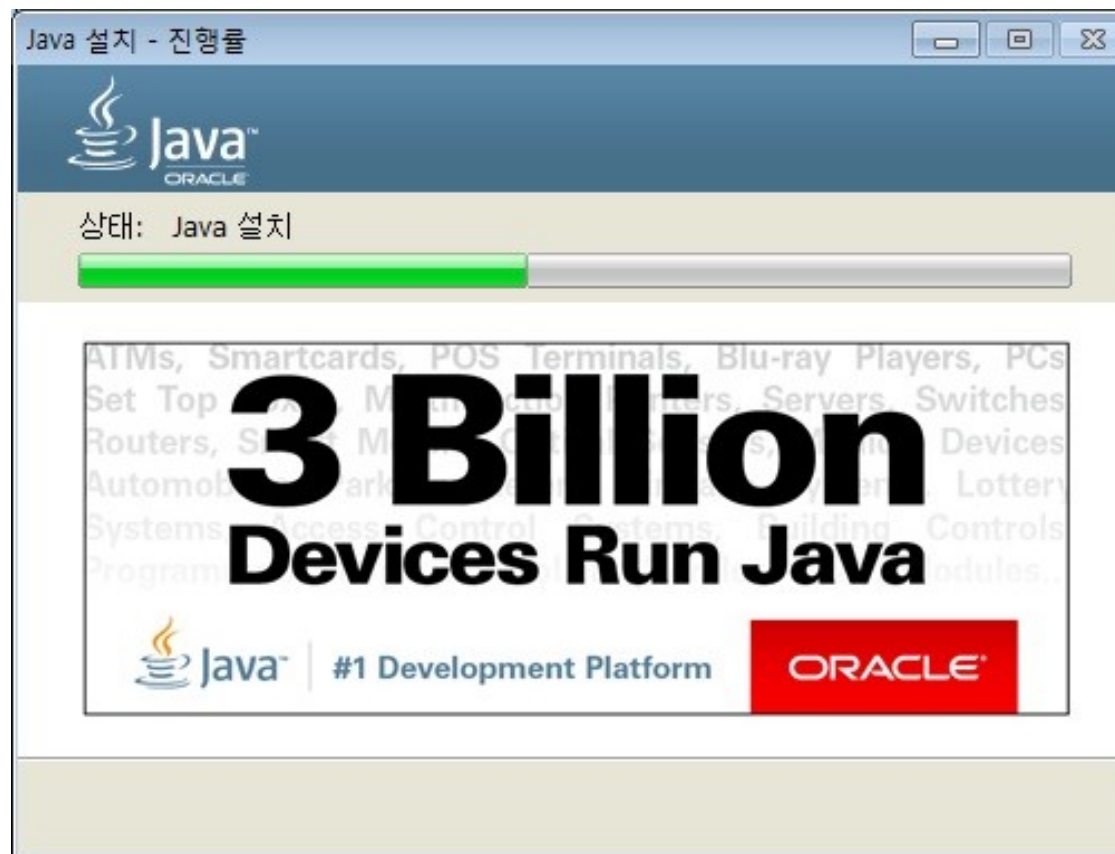 Java 설치 - 진행률
Java™
ORACLE
상태: Java 설치
ATMs, Smartcards, POS Terminals, Blu-ray Players, PCs
Set Top Servers, Switches
Routers, Devices
Lottery
Systems, Access Control Systems, Building Controls
3 Billion
Devices Run Java
Java™ #1 Development Platform
ORACLE®